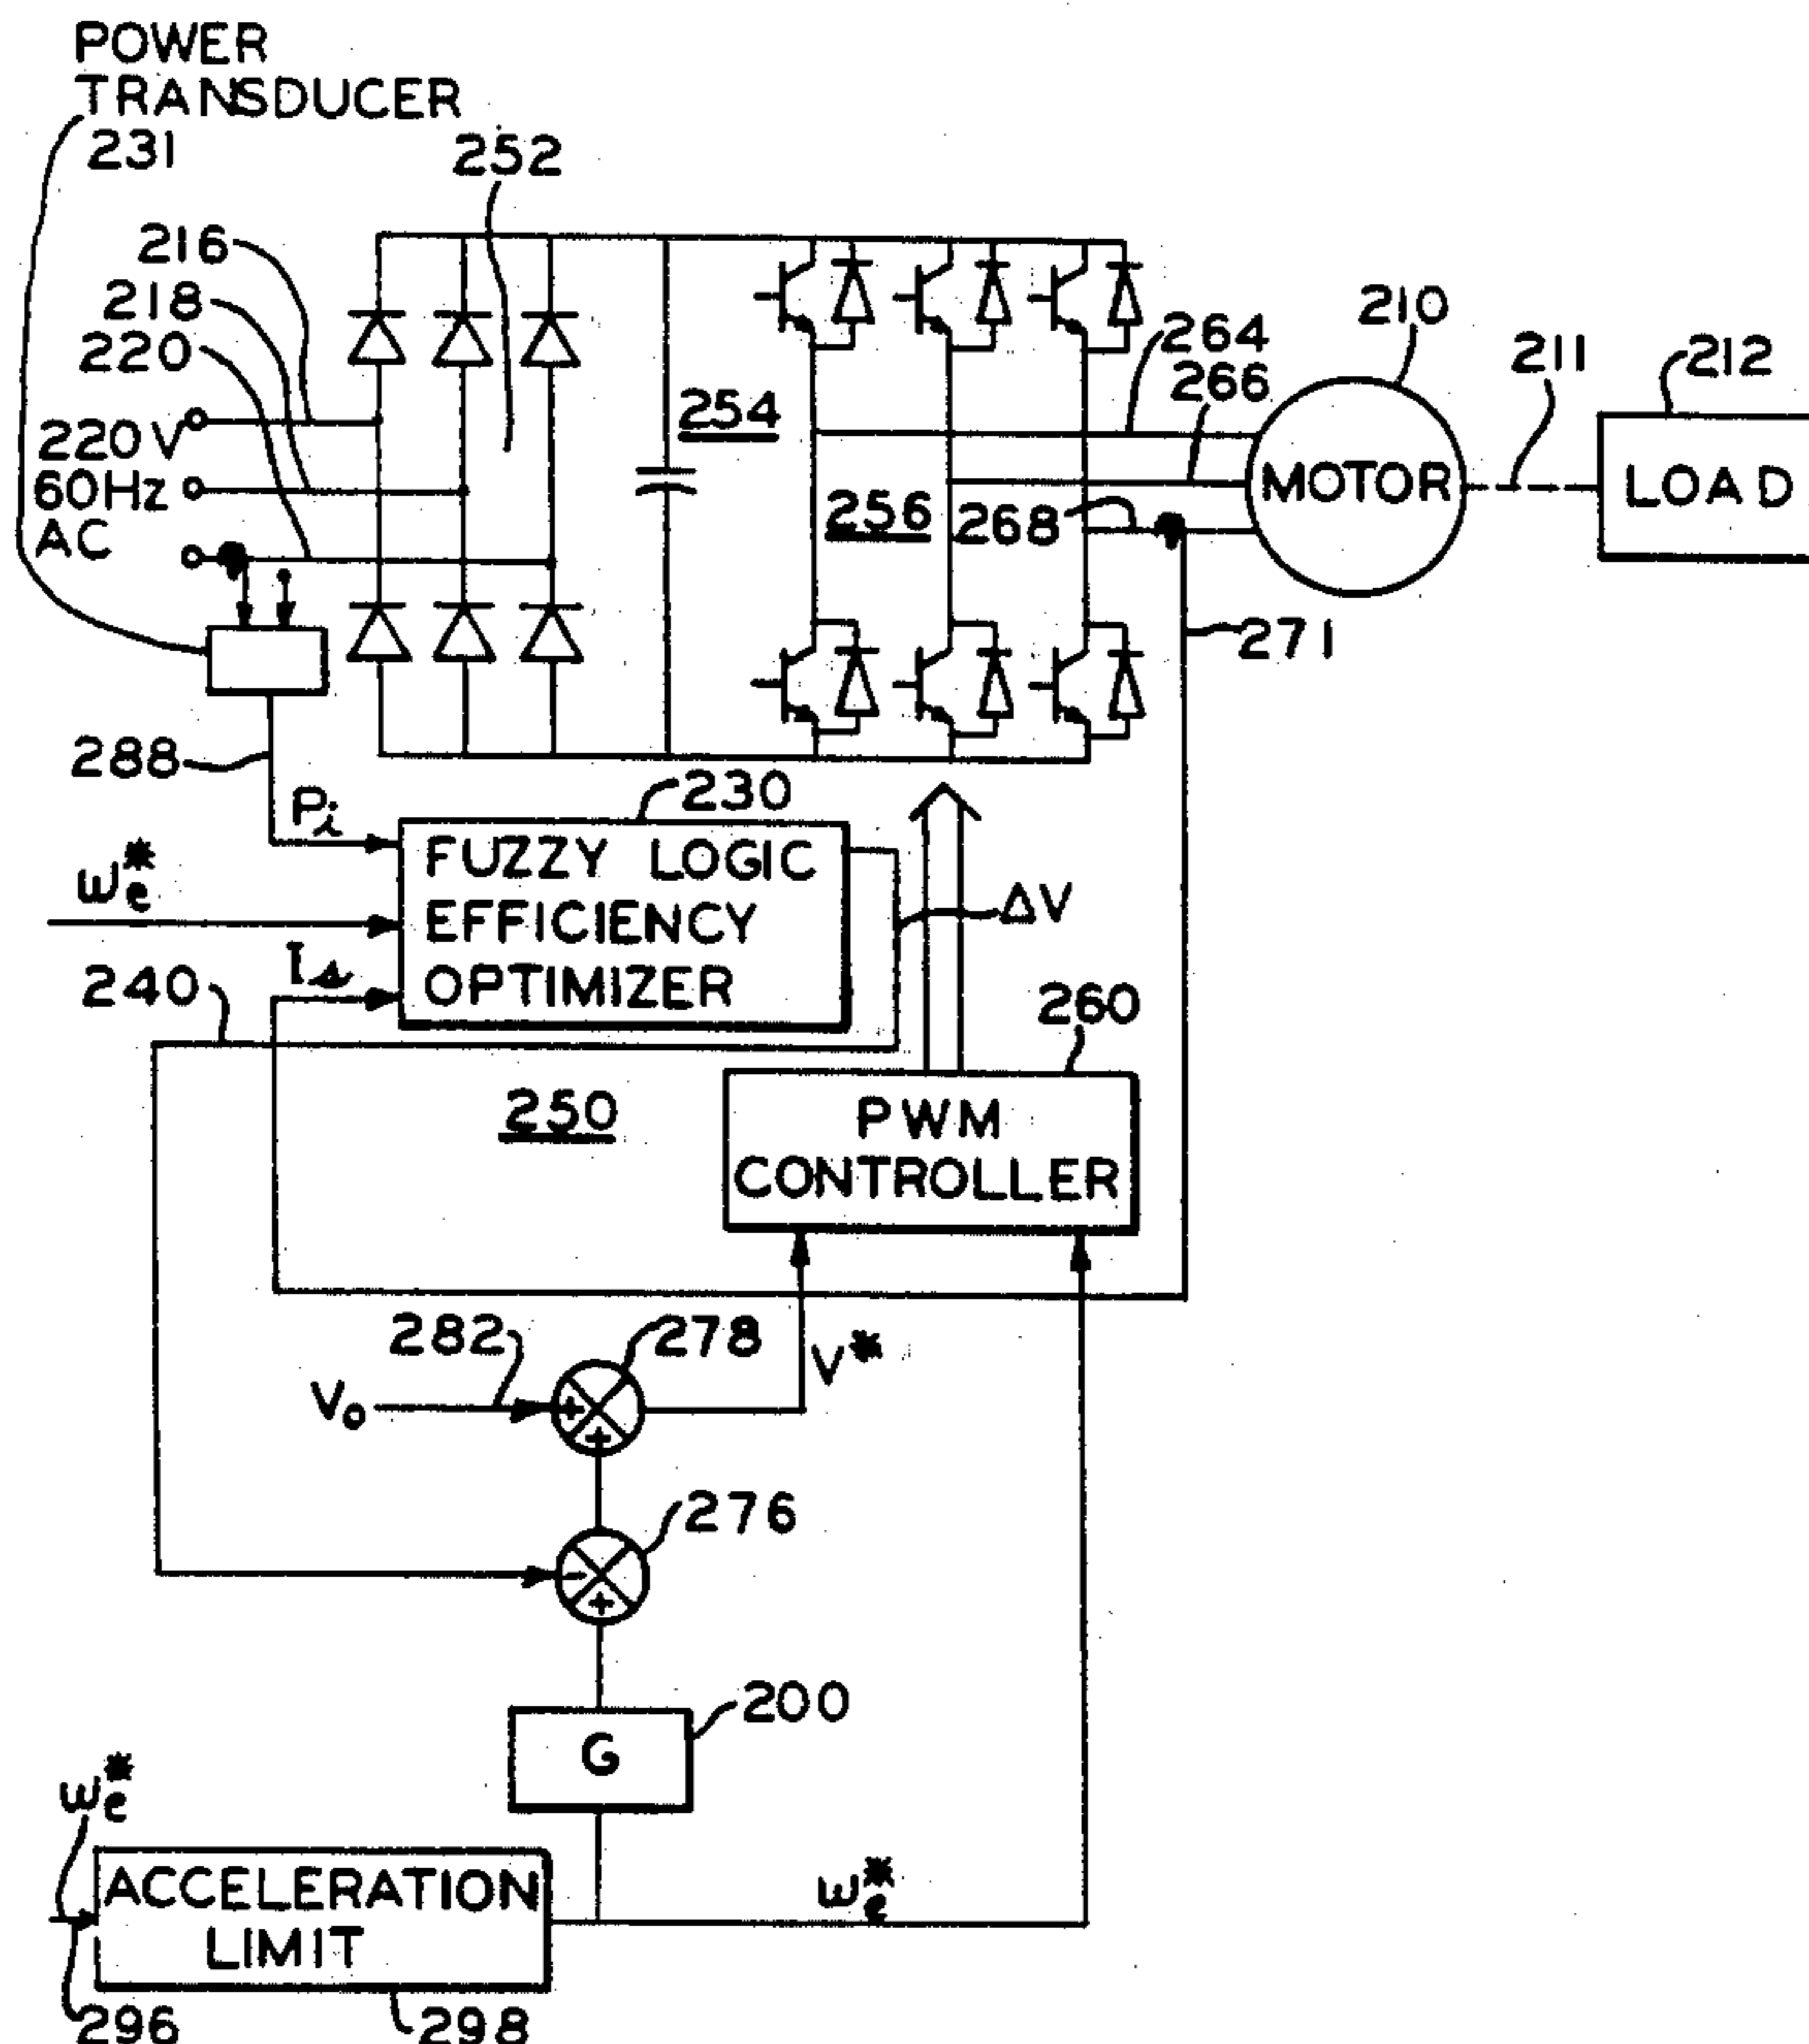 POWER
TRANSDUCER
231
252
216
218
220
220V
60Hz
AC
254
256
264
266
268
210
MOTOR
211
212
LOAD
271
288
Pi
230
ωe*
Is
FUZZY LOGIC
EFFICIENCY
OPTIMIZER
ΔV
240
250
260
PWM
CONTROLLER
282
278
V*
Vo
+
+
276
−
+
200
G
ωe*
ACCELERATION
LIMIT
ωe*
296
298